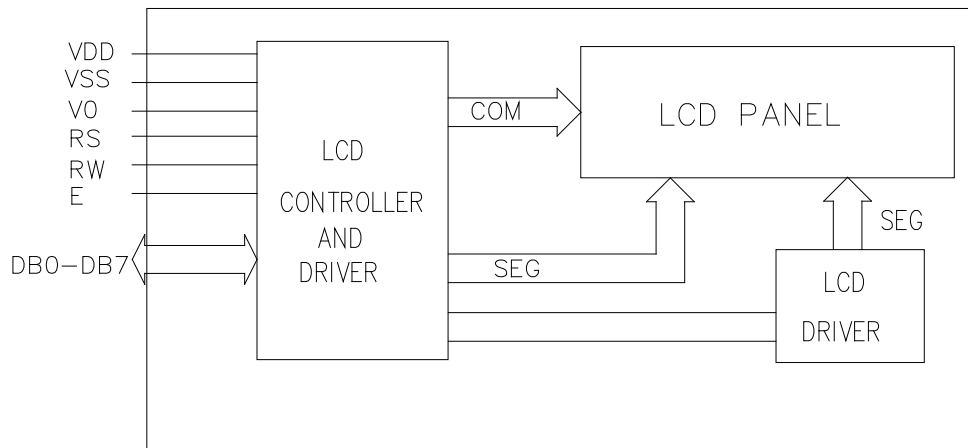 VDD
VSS
V0
RS
RW
E
DB0-DB7
LCD
CONTROLLER
AND
DRIVER
COM
SEG
LCD PANEL
SEG
LCD
DRIVER